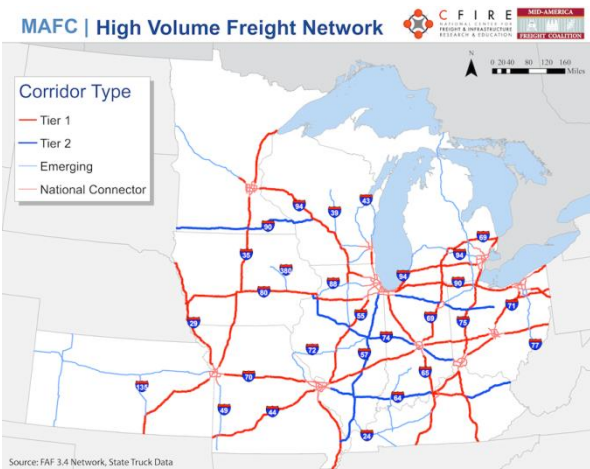 MAFC | High Volume Freight Network
CFIRE
NATIONAL CENTER FOR
FREIGHT & INFRASTRUCTURE
RESEARCH & EDUCATION
MID-AMERICA
FREIGHT COALITION
N
0 20 40 80 120 160
Miles
Corridor Type
Tier 1
Tier 2
Emerging
National Connector
94
39
43
90
35
380
88
80
29
94
69
94
90
55
69
75
71
74
57
72
77
65
70
135
49
44
64
24
Source: FAF 3.4 Network, State Truck Data